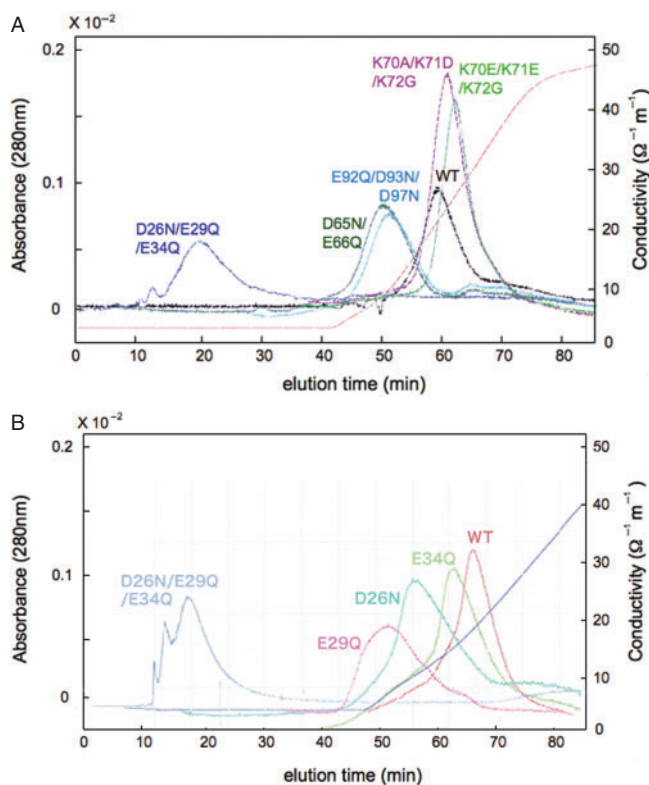 A
X 10⁻²
0.2
0.1
0
Absorbance (280nm)
K70A/K71D
/K72G
K70E/K71E
/K72G
E92Q/D93N/
D97N
WT
D65N/
E66Q
D26N/E29Q
/E34Q
50
40
30
20
10
0
Conductivity (Ω⁻¹ m⁻¹)
0 10 20 30 40 50 60 70 80
elution time (min)
B
X 10⁻²
0.2
0.1
0
Absorbance (280nm)
WT
E34Q
D26N/E29Q
/E34Q
D26N
E29Q
50
40
30
20
10
0
Conductivity (Ω⁻¹ m⁻¹)
0 10 20 30 40 50 60 70 80
elution time (min)